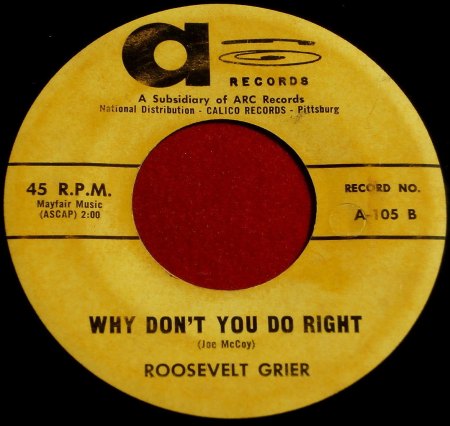 a
RECORDS
A Subsidiary of ARC Records
National Distribution - CALICO RECORDS - Pittsburg
45 R.P.M.
Mayfair Music
(ASCAP) 2:00
RECORD NO.
A-105 B
WHY DON'T YOU DO RIGHT
(Joe McCoy)
ROOSEVELT GRIER